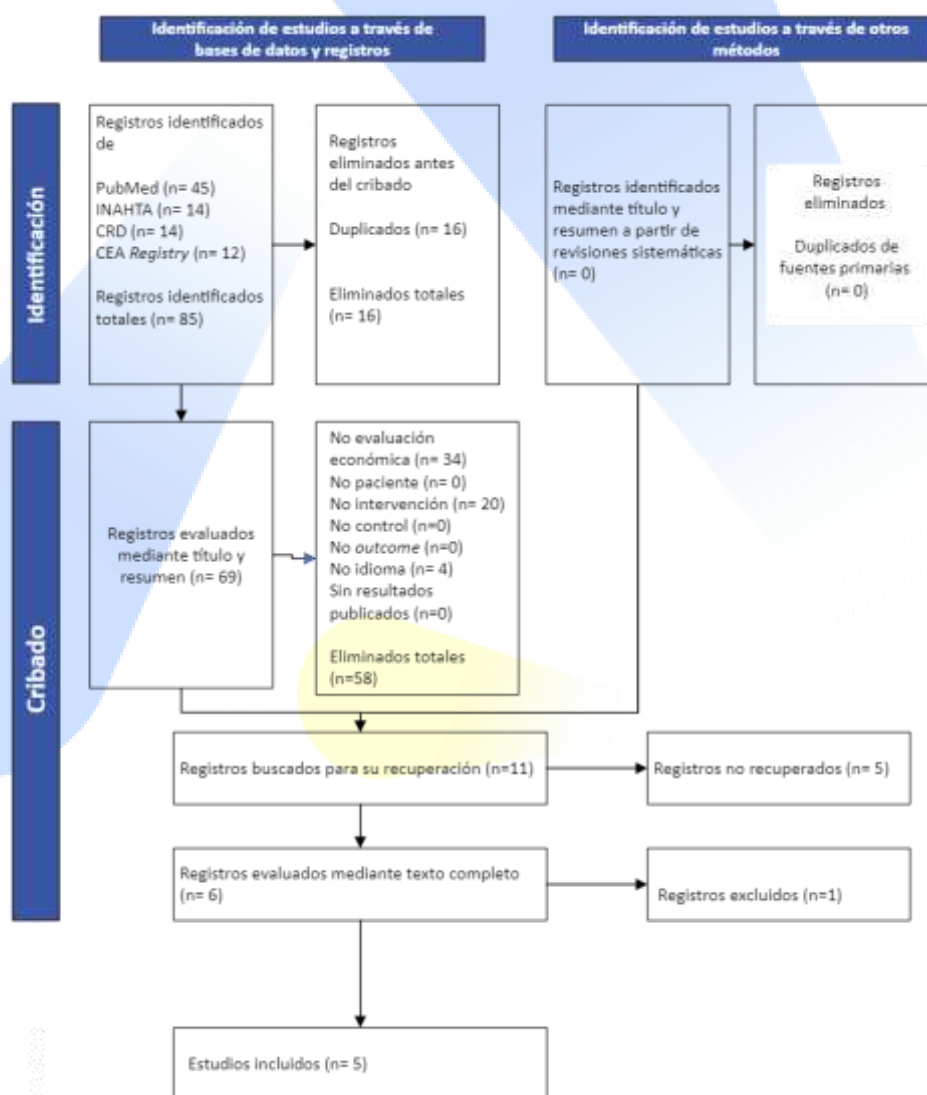 Identificación de estudios a través de
bases de datos y registros
Identificación de estudios a través de otros
métodos
Identificación
Registros identificados
de
PubMed (n= 45)
INAHTA (n= 14)
CRD (n= 14)
CEA Registry (n= 12)
Registros identificados
totales (n= 85)
Registros
eliminados antes
del cribado
Duplicados (n= 16)
Eliminados totales
(n= 16)
Registros identificados
mediante título y
resumen a partir de
revisiones sistemáticas
(n= 0)
Registros
eliminados
Duplicados de
fuentes primarias
(n= 0)
Cribado
Registros evaluados
mediante título y
resumen (n= 69)
No evaluación
económica (n= 34)
No paciente (n= 0)
No intervención (n= 20)
No control (n=0)
No outcome (n=0)
No idioma (n= 4)
Sin resultados
publicados (n=0)
Eliminados totales
(n=58)
Registros buscados para su recuperación (n=11)
Registros no recuperados (n= 5)
Registros evaluados mediante texto completo
(n= 6)
Registros excluidos (n=1)
Estudios incluidos (n= 5)